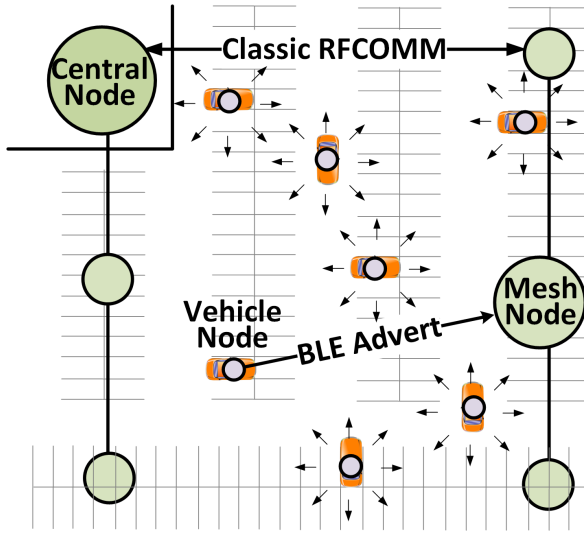 Classic RFCOMM
Central
Node
Vehicle
Node
Mesh
Node
BLE Advert